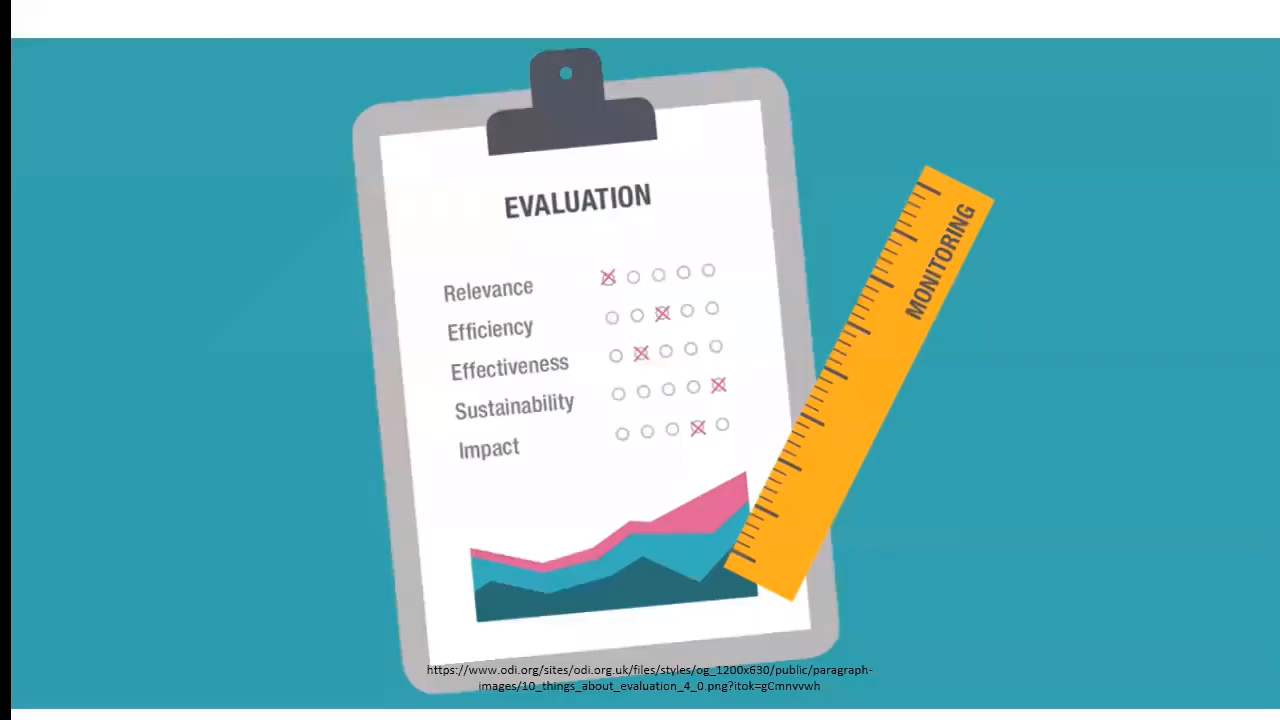 EVALUATION
Relevance
Efficiency
Effectiveness
Sustainability
Impact
MONITORING
https://www.odi.org/sites/odi.org.uk/files/styles/og_1200x630/public/paragraph-
images/10_things_about_evaluation_4_0.png?itok=gCmnvvwh